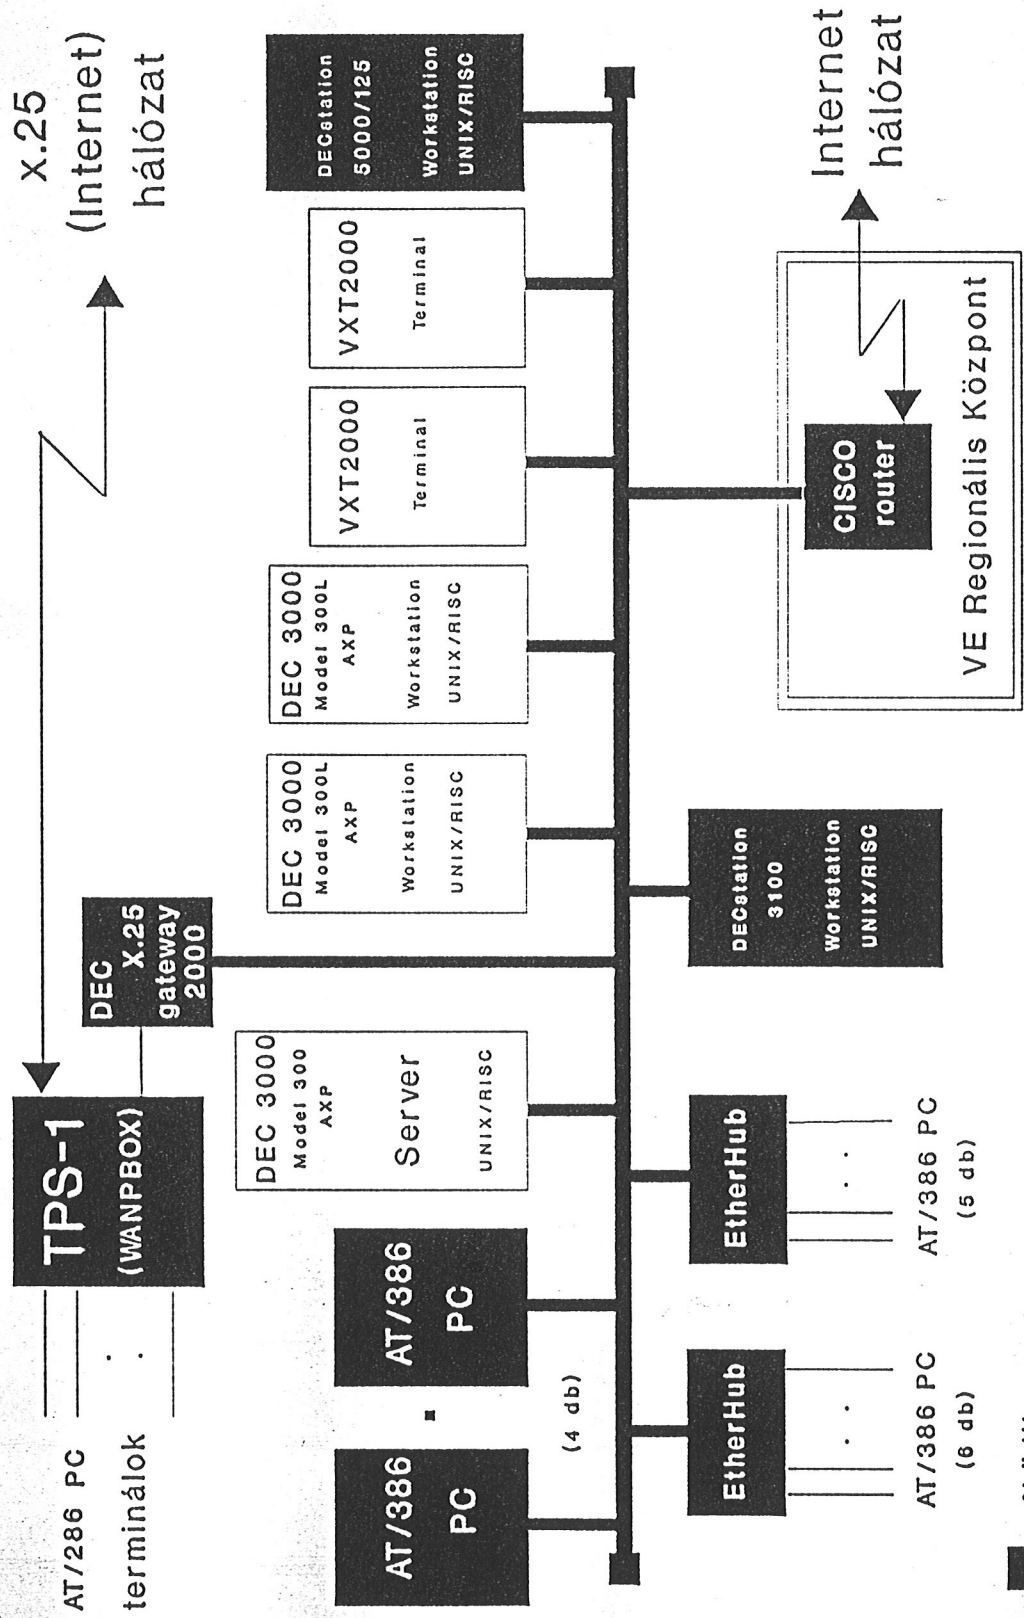 X.25
(Internet)
hálózat
AT/286 PC
terminálok
TPS-1
(WANPBOX)
DEC
X.25
gateway
2000
AT/386
PC
AT/386
PC
(4 db)
DEC 3000
Model 300
AXP
Server
UNIX/RISC
DEC 3000
Model 300L
AXP
Workstation
UNIX/RISC
DEC 3000
Model 300L
AXP
Workstation
UNIX/RISC
VXT2000
Terminal
VXT2000
Terminal
DECstation
5000/125
Workstation
UNIX/RISC
EtherHub
AT/386 PC
(6 db)
EtherHub
AT/386 PC
(5 db)
DECstation
3100
Workstation
UNIX/RISC
CISCO
router
VE Regionális Központ
Internet
hálózat